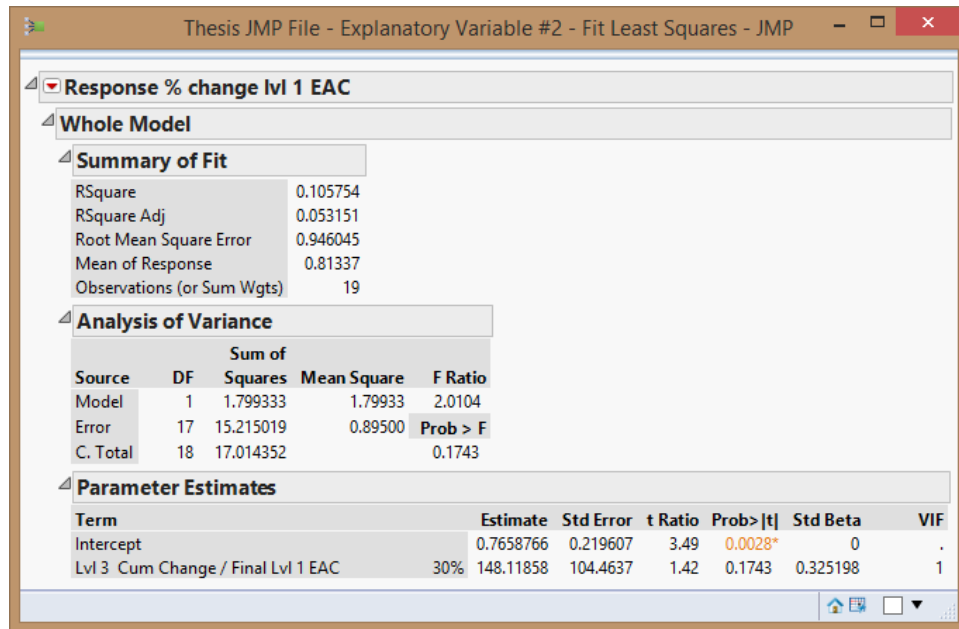 Thesis JMP File - Explanatory Variable #2 - Fit Least Squares - JMP
Response % change lvl 1 EAC
Whole Model
Summary of Fit
RSquare 0.105754
RSquare Adj 0.053151
Root Mean Square Error 0.946045
Mean of Response 0.81337
Observations (or Sum Wgts) 19
Analysis of Variance
Sum of
Source DF Squares Mean Square F Ratio
Model 1 1.799333 1.79933 2.0104
Error 17 15.215019 0.89500 Prob > F
C. Total 18 17.014352 0.1743
Parameter Estimates
Term Estimate Std Error t Ratio Prob>|t| Std Beta VIF
Intercept 0.7658766 0.219607 3.49 0.0028* 0 .
Lvl 3 Cum Change / Final Lvl 1 EAC 30% 148.11858 104.4637 1.42 0.1743 0.325198 1